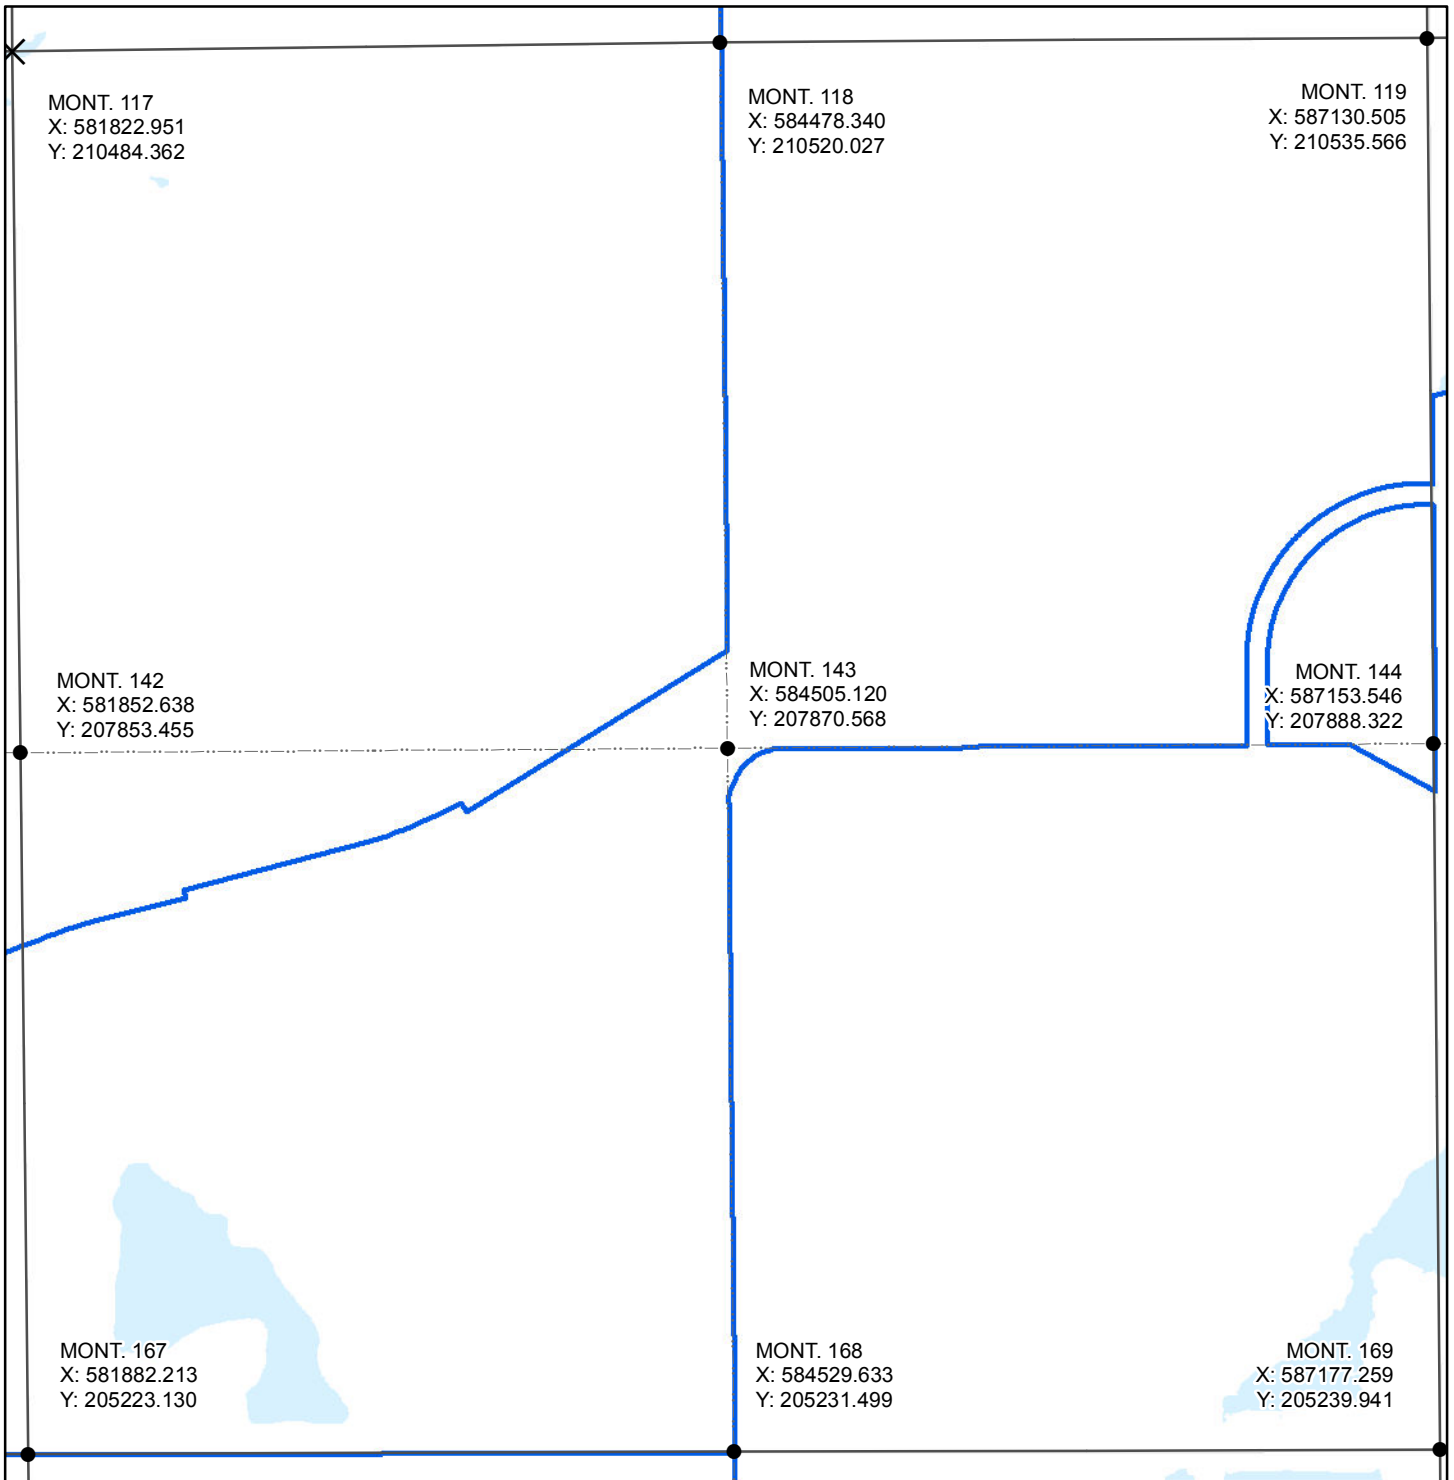 MONT. 117
X: 581822.951
Y: 210484.362
MONT. 118
X: 584478.340
Y: 210520.027
MONT. 119
X: 587130.505
Y: 210535.566
MONT. 142
X: 581852.638
Y: 207853.455
MONT. 143
X: 584505.120
Y: 207870.568
MONT. 144
X: 587153.546
Y: 207888.322
MONT. 167
X: 581882.213
Y: 205223.130
MONT. 168
X: 584529.633
Y: 205231.499
MONT. 169
X: 587177.259
Y: 205239.941